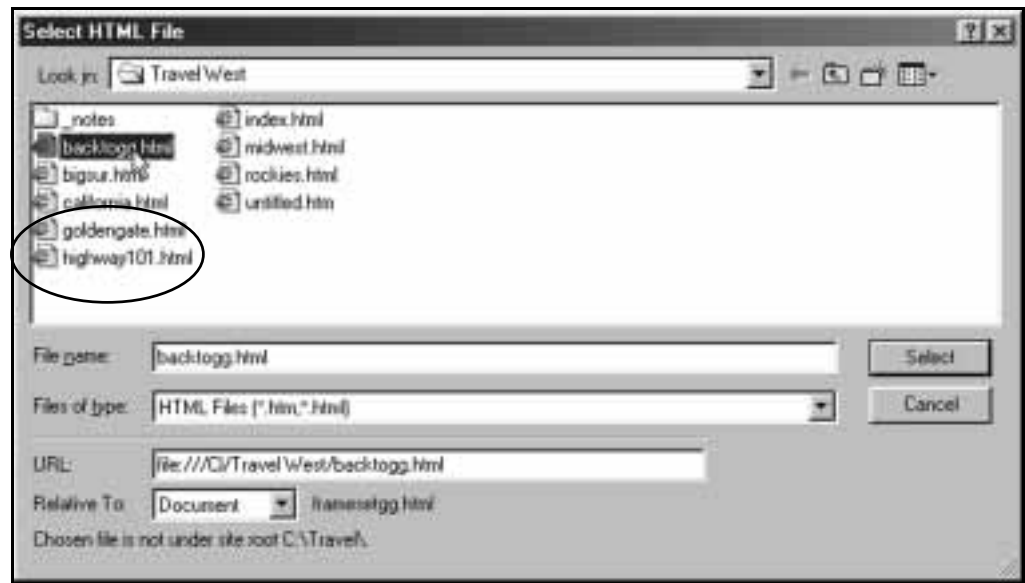 Select HTML File
Look in: Travel West
_notes
backtogg.html
bigsur.html
california.html
goldengate.html
highway101.html
index.html
midwest.html
rockies.html
untitled.htm
File name: backtogg.html
Select
Files of type: HTML Files (*.htm,*.html)
Cancel
URL: file:///C|/Travel West/backtogg.html
Relative To: Document framesetgg.html
Chosen file is not under site root C:\Travel\.